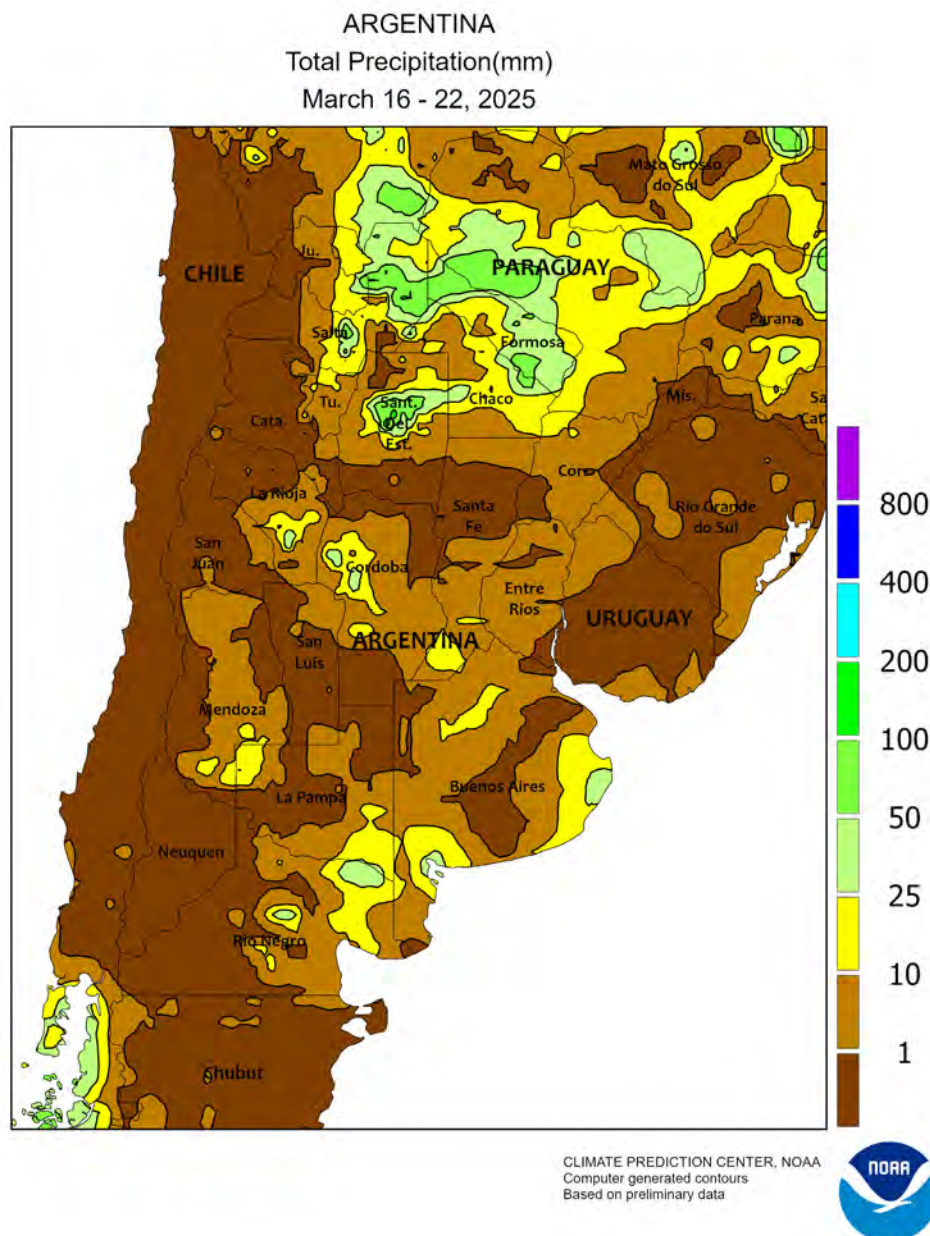 ARGENTINA
Total Precipitation(mm)
March 16 - 22, 2025
Mato Grosso
do Sul
Ju.
CHILE
PARAGUAY
Salta
Formosa
Parana
Tu.
Sant.
Del
Est.
Chaco
Mis.
Sa
Cata
Cata.
La Rioja
Corr.
Santa
Fe
Rio Grande
do Sul
San
Juan
Cordoba
Entre
Rios
URUGUAY
ARGENTINA
San
Luis
Mendoza
La Pampa
Buenos Aires
Neuquen
Rio Negro
Chubut
800
400
200
100
50
25
10
1
CLIMATE PREDICTION CENTER, NOAA
Computer generated contours
Based on preliminary data
NOAA